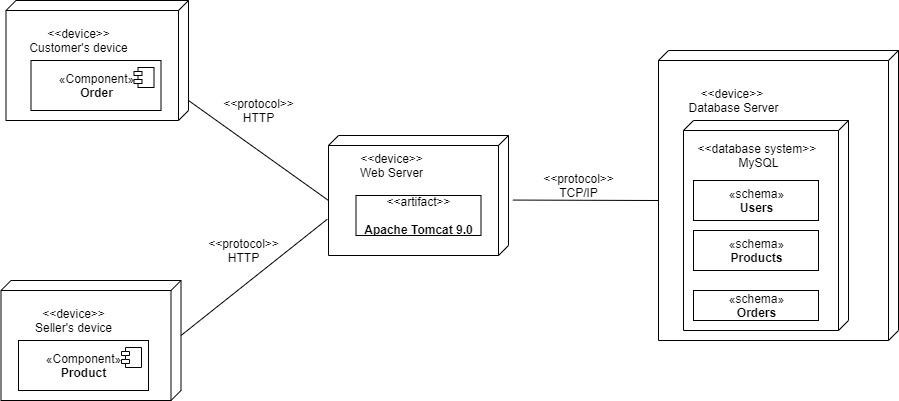 <<device>>
Customer's device
«Component»
Order
<<protocol>>
HTTP
<<device>>
Seller's device
«Component»
Product
<<protocol>>
HTTP
<<device>>
Web Server
<<artifact>>
Apache Tomcat 9.0
<<protocol>>
TCP/IP
<<device>>
Database Server
<<database system>>
MySQL
«schema»
Users
«schema»
Products
«schema»
Orders